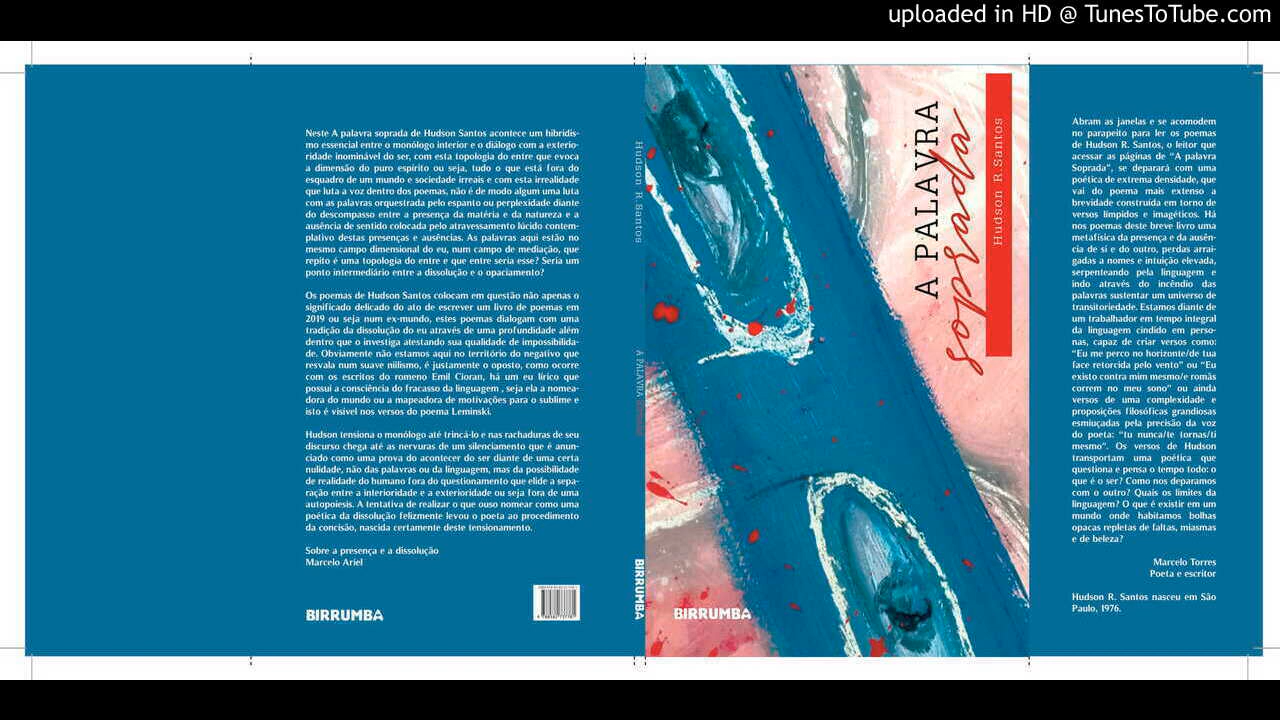 uploaded in HD @ TunesToTube.com
Neste A palavra soprada de Hudson Santos acontece um hibridis-
mo essencial entre o monólogo interior e o diálogo com a exterio-
ridade inominável do ser, com esta topologia do entre que evoca
a dimensão do puro espírito ou seja, tudo o que está fora do
esquadro de um mundo e sociedade irreais e com esta irrealidade
que luta a voz dentro dos poemas, não é de modo algum uma luta
com as palavras orquestrada pelo espanto ou perplexidade diante
do descompasso entre a presença da matéria e da natureza e a
ausência de sentido colocada pelo atravessamento lúcido contem-
plativo destas presenças e ausências. As palavras aqui estão no
mesmo campo dimensional do eu, num campo de mediação, que
repito é uma topologia do entre e que entre seria esse? Seria um
ponto intermediário entre a dissolução e o opaciamento?
Os poemas de Hudson Santos colocam em questão não apenas o
significado delicado do ato de escrever um livro de poemas em
2019 ou seja num ex-mundo, estes poemas dialogam com uma
tradição da dissolução do eu através de uma profundidade além
dentro que o investiga atestando sua qualidade de impossibilida-
de. Obviamente não estamos aqui no território do negativo que
resvala num suave niilismo, é justamente o oposto, como ocorre
com os escritos do romeno Emil Cioran, há um eu lírico que
possui a consciência do fracasso da linguagem , seja ela a nomea-
dora do mundo ou a mapeadora de motivações para o sublime e
isto é visível nos versos do poema Leminski.
Hudson tensiona o monólogo até trincá-lo e nas rachaduras de seu
discurso chega até as nervuras de um silenciamento que é anun-
ciado como uma prova do acontecer do ser diante de uma certa
nulidade, não das palavras ou da linguagem, mas da possibilidade
de realidade do humano fora do questionamento que elide a sepa-
ração entre a interioridade e a exterioridade ou seja fora de uma
autopoiesis. A tentativa de realizar o que ouso nomear como uma
poética da dissolução felizmente levou o poeta ao procedimento
da concisão, nascida certamente deste tensionamento.
Sobre a presença e a dissolução
Marcelo Ariel
BIRRUMBA
Hudson R. Santos
A PALAVRA
BIRRUMBA
A PALAVRA
soprada
Hudson R. Santos
BIRRUMBA
Abram as janelas e se acomodem
no parapeito para ler os poemas
de Hudson R. Santos, o leitor que
acessar as páginas de “A palavra
Soprada”, se deparará com uma
poética de extrema densidade, que
vai do poema mais extenso a
brevidade construída em torno de
versos límpidos e imagéticos. Há
nos poemas deste breve livro uma
metafísica da presença e da ausên-
cia de si e do outro, perdas arrai-
gadas a nomes e intuição elevada,
serpenteando pela linguagem e
indo através do incêndio das
palavras sustentar um universo de
transitoriedade. Estamos diante de
um trabalhador em tempo integral
da linguagem cindido em perso-
nas, capaz de criar versos como:
“Eu me perco no horizonte/de tua
face retorcida pelo vento” ou “Eu
existo contra mim mesmo/e romãs
correm no meu sono” ou ainda
versos de uma complexidade e
proposições filosóficas grandiosas
esmiuçadas pela precisão da voz
do poeta: “tu nunca/te tornas/ti
mesmo”. Os versos de Hudson
transportam uma poética que
questiona e pensa o tempo todo: o
que é o ser? Como nos deparamos
com o outro? Quais os limites da
linguagem? O que é existir em um
mundo onde habitamos bolhas
opacas repletas de faltas, miasmas
e de beleza?
Marcelo Torres
Poeta e escritor
Hudson R. Santos nasceu em São
Paulo, 1976.